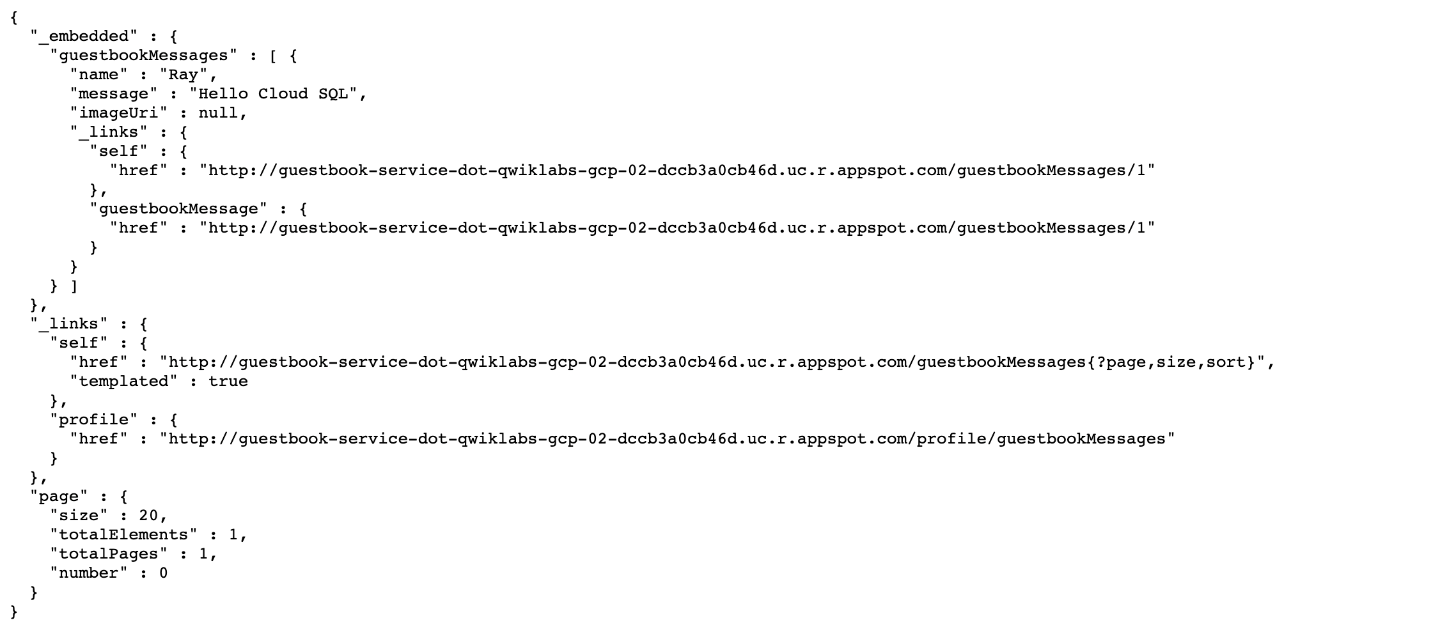 {
  "_embedded" : {
    "guestbookMessages" : [ {
      "name" : "Ray",
      "message" : "Hello Cloud SQL",
      "imageUri" : null,
      "_links" : {
        "self" : {
          "href" : "http://guestbook-service-dot-qwiklabs-gcp-02-dccb3a0cb46d.uc.r.appspot.com/guestbookMessages/1"
        },
        "guestbookMessage" : {
          "href" : "http://guestbook-service-dot-qwiklabs-gcp-02-dccb3a0cb46d.uc.r.appspot.com/guestbookMessages/1"
        }
      }
    } ]
  },
  "_links" : {
    "self" : {
      "href" : "http://guestbook-service-dot-qwiklabs-gcp-02-dccb3a0cb46d.uc.r.appspot.com/guestbookMessages{?page,size,sort}",
      "templated" : true
    },
    "profile" : {
      "href" : "http://guestbook-service-dot-qwiklabs-gcp-02-dccb3a0cb46d.uc.r.appspot.com/profile/guestbookMessages"
    }
  },
  "page" : {
    "size" : 20,
    "totalElements" : 1,
    "totalPages" : 1,
    "number" : 0
  }
}